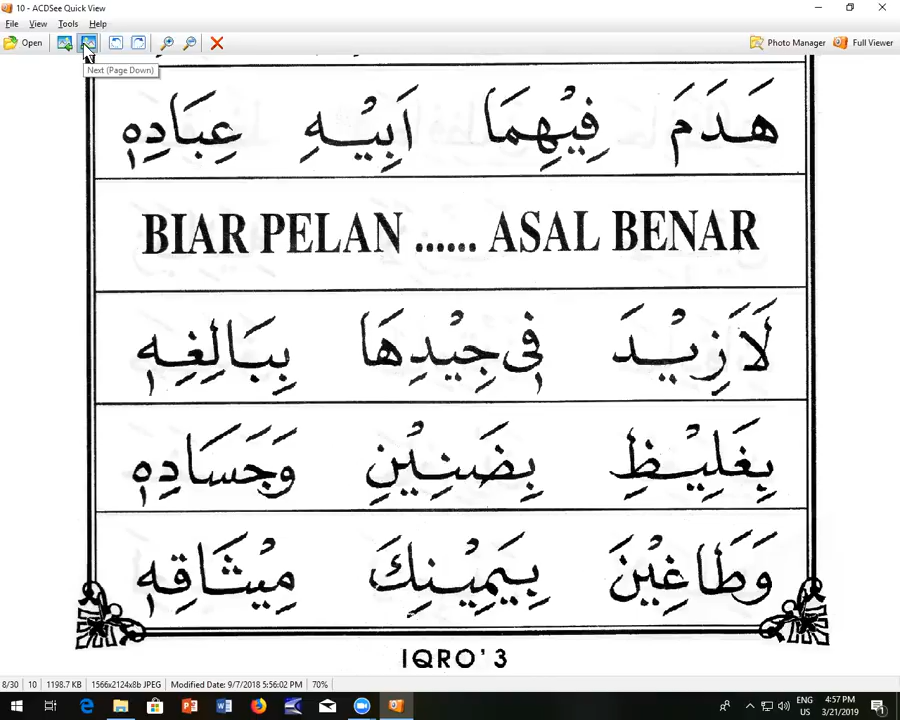 10 - ACDSee Quick View
File View Tools Help
Open Photo Manager Full Viewer
Next (Page Down)
هَدَمَ فِيْهِمَا اَبِيْهِ عِبَادِهٖ
BIAR PELAN ...... ASAL BENAR
لَازِيْدَ فِيْ جِيْدِهَا بِبَالِغِهٖ
بِغَلِيْظِ بِضَنِيْنِ وَجَسَادِهٖ
وَطَاغِيْنَ بِيَمِيْنِكَ مِيْثَاقِهٖ
IQRO' 3
8/30 10 1198.7 KB 1566x2124x8b JPEG Modified Date: 9/7/2018 5:56:02 PM 70%
ENG 4:57 PM
US 3/21/2019
1